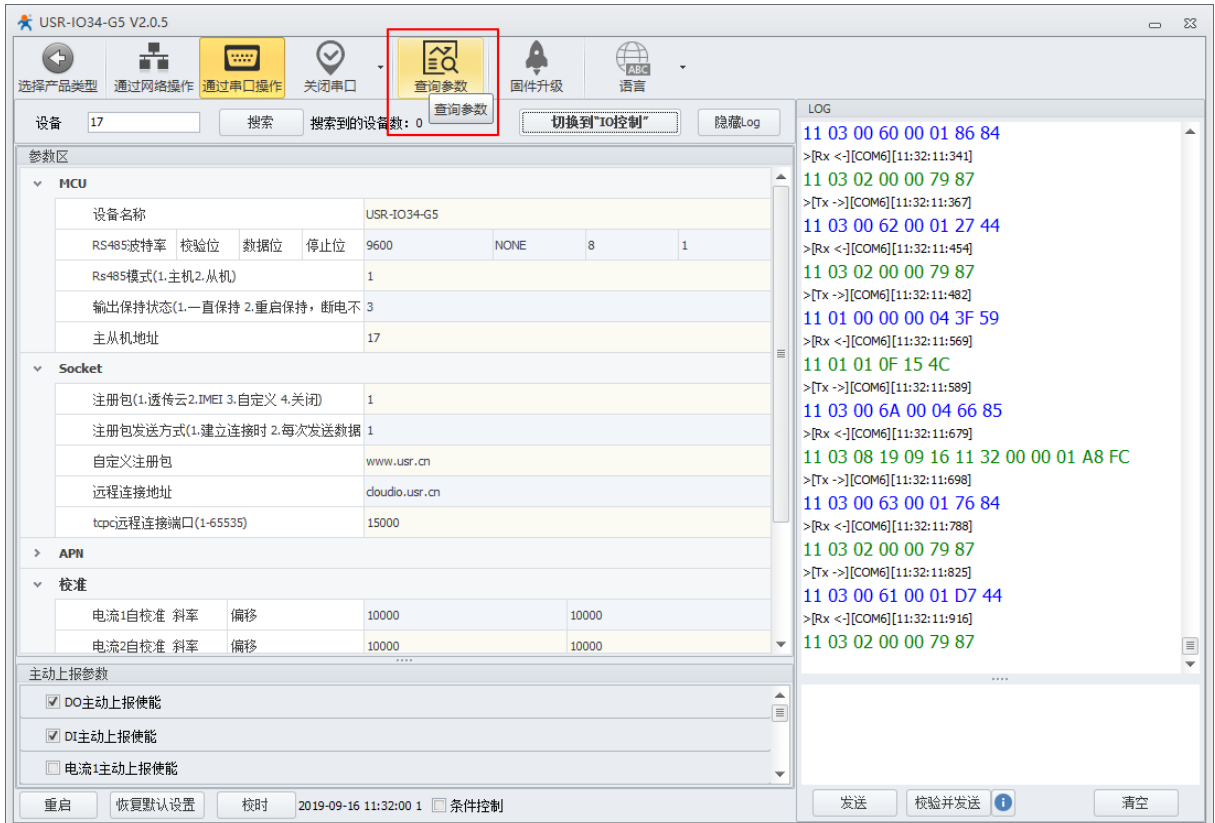 USR-IO34-G5 V2.0.5
选择产品类型 通过网络操作 通过串口操作 关闭串口 查询参数 固件升级 ABC 语言
查询参数
设备 17 搜索 搜索到的设备数: 0 切换到"IO控制" 隐藏Log
参数区
MCU
设备名称 USR-IO34-G5
RS485波特率 校验位 数据位 停止位 9600 NONE 8 1
Rs485模式(1.主机2.从机) 1
输出保持状态(1.一直保持 2.重启保持，断电不 3
主从机地址 17
Socket
注册包(1.透传云2.IMEI 3.自定义 4.关闭) 1
注册包发送方式(1.建立连接时 2.每次发送数据 1
自定义注册包 www.usr.cn
远程连接地址 cloudio.usr.cn
tcpc远程连接端口(1-65535) 15000
APN
校准
电流1自校准 斜率 偏移 10000 10000
电流2自校准 斜率 偏移 10000 10000
主动上报参数
DO主动上报使能
DI主动上报使能
电流1主动上报使能
重启 恢复默认设置 校时 2019-09-16 11:32:00 1 条件控制
LOG
11 03 00 60 00 01 86 84
>[Rx <-][COM6][11:32:11:341]
11 03 02 00 00 79 87
>[Tx ->][COM6][11:32:11:367]
11 03 00 62 00 01 27 44
>[Rx <-][COM6][11:32:11:454]
11 03 02 00 00 79 87
>[Tx ->][COM6][11:32:11:482]
11 01 00 00 00 04 3F 59
>[Rx <-][COM6][11:32:11:569]
11 01 01 0F 15 4C
>[Tx ->][COM6][11:32:11:589]
11 03 00 6A 00 04 66 85
>[Rx <-][COM6][11:32:11:679]
11 03 08 19 09 16 11 32 00 00 01 A8 FC
>[Tx ->][COM6][11:32:11:698]
11 03 00 63 00 01 76 84
>[Rx <-][COM6][11:32:11:788]
11 03 02 00 00 79 87
>[Tx ->][COM6][11:32:11:825]
11 03 00 61 00 01 D7 44
>[Rx <-][COM6][11:32:11:916]
11 03 02 00 00 79 87
发送 校验并发送 清空